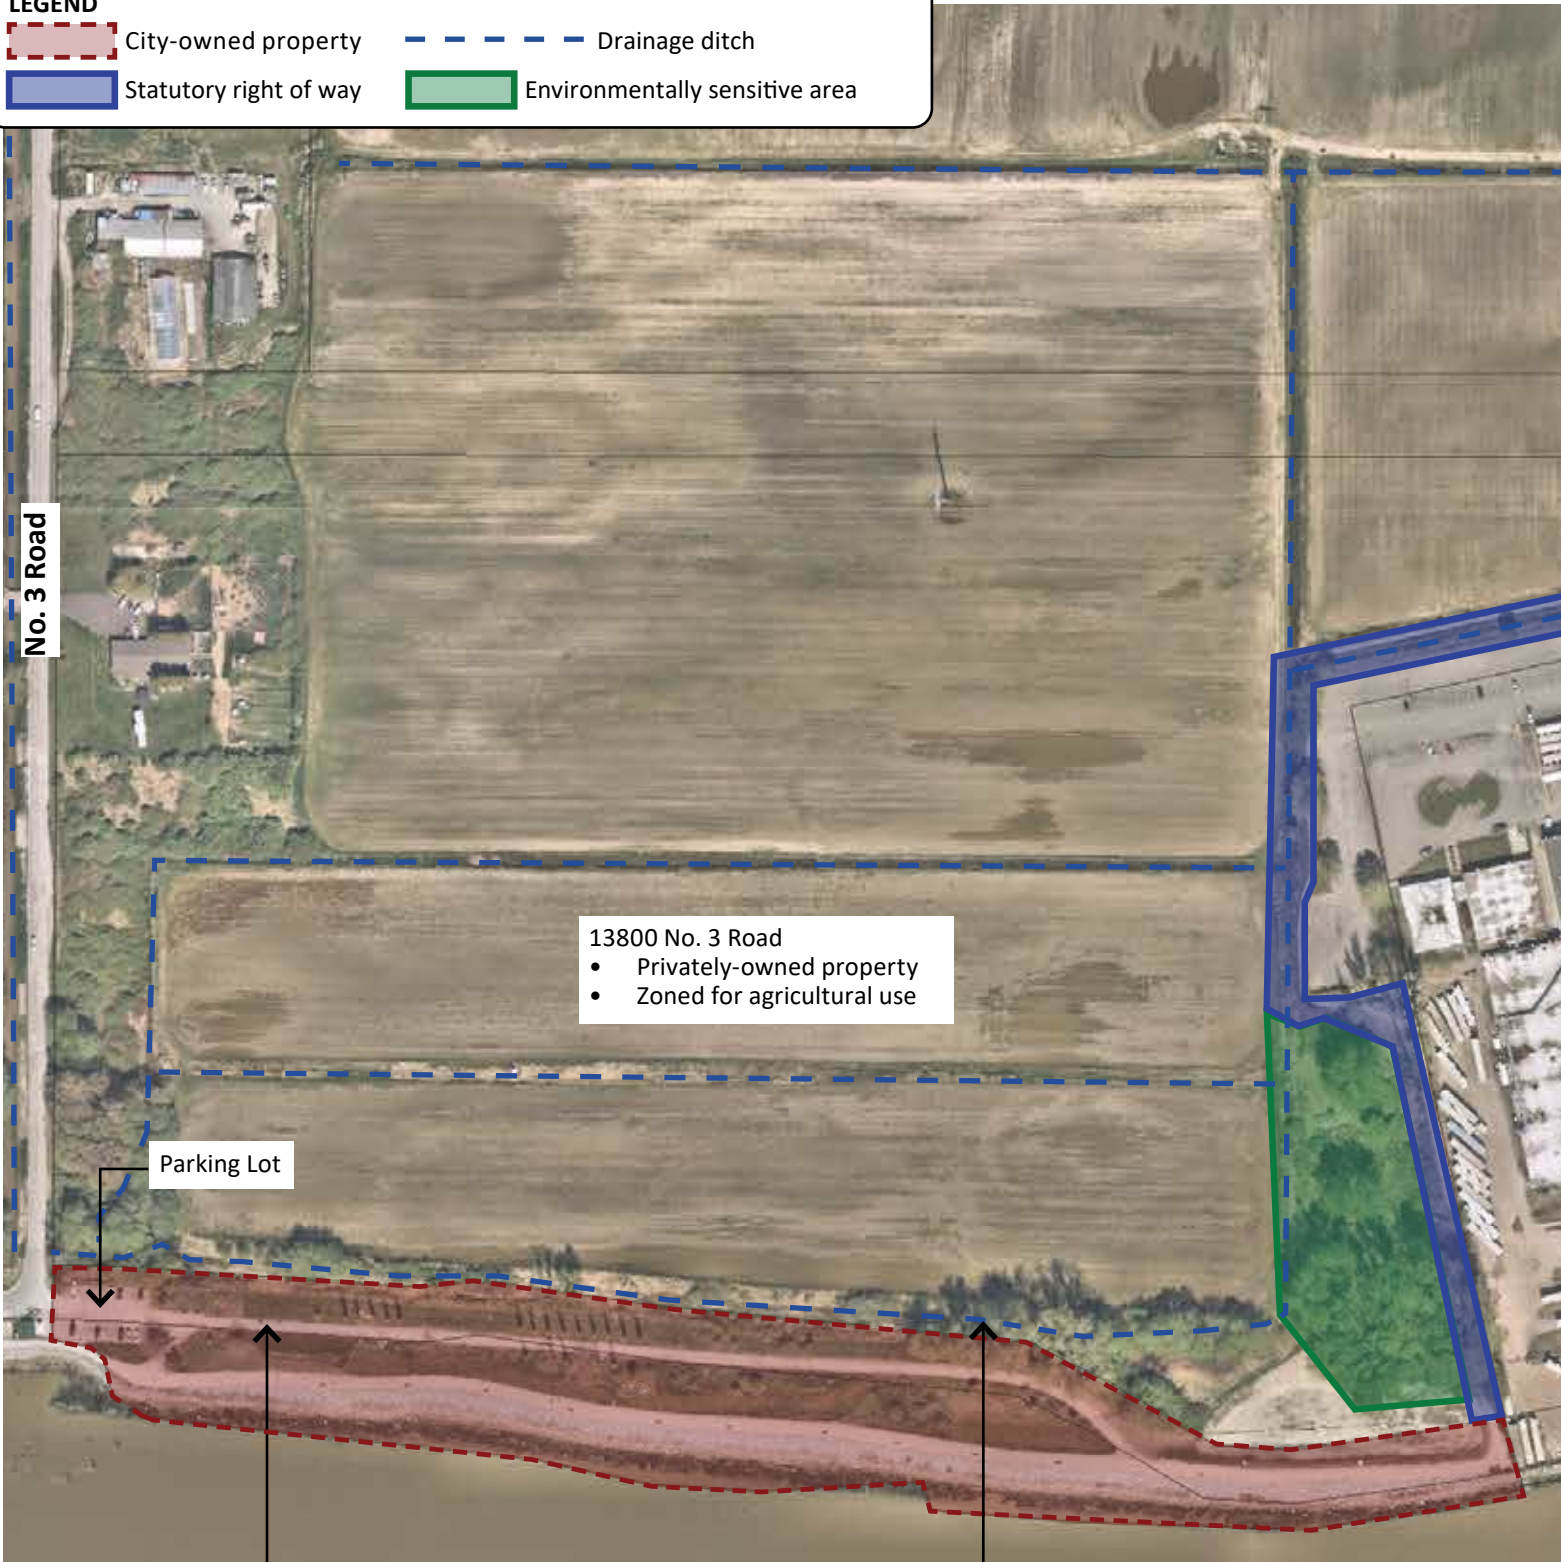 LEGEND
City-owned property
Drainage ditch
Statutory right of way
Environmentally sensitive area
No. 3 Road
13800 No. 3 Road
• Privately-owned property
• Zoned for agricultural use
Parking Lot